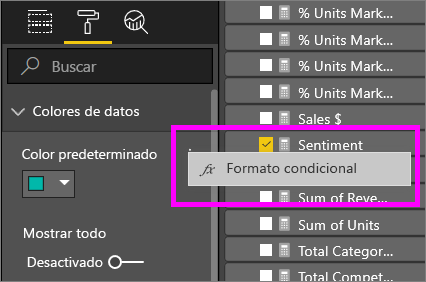 Buscar
Colores de datos
Color predeterminado
Mostrar todo
Desactivado
% Units Mark...
% Units Mark...
% Units Mark...
% Units Mark...
Sales $
Sentiment
fx Formato condicional
Sum of Reve...
Sum of Units
Total Categor...
Total Compet...